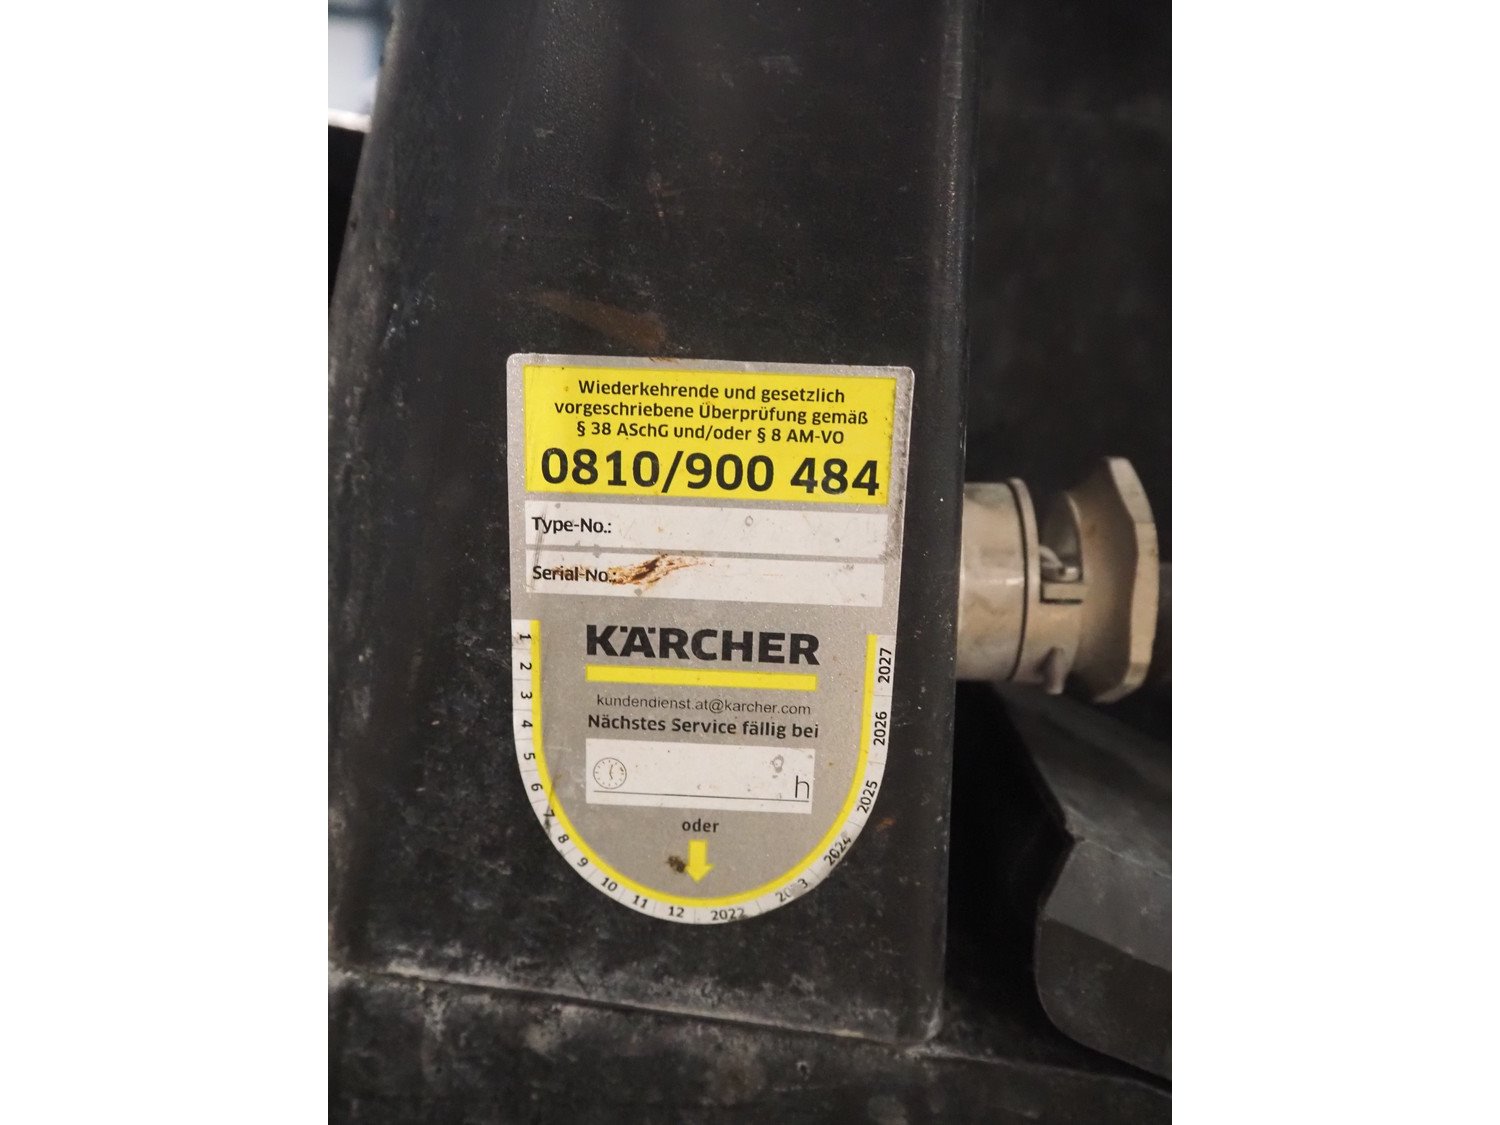 Wiederkehrende und gesetzlich
vorgeschriebene Überprüfung gemäß
§ 38 ASchG und/oder § 8 AM-VO
0810/900 484
Type-No.:
Serial-No.:
KÄRCHER
kundendienst.at@karcher.com
Nächstes Service fällig bei
h
oder
1
2
3
4
5
6
7
8
9
10
11
12
2022
2023
2024
2025
2026
2027